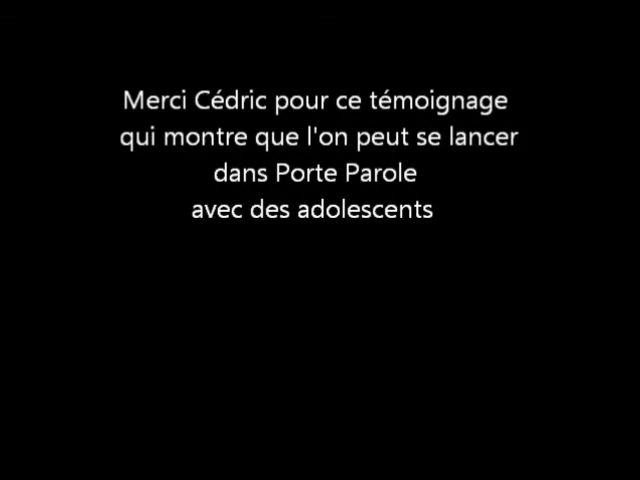 Merci Cédric pour ce témoignage
qui montre que l'on peut se lancer
dans Porte Parole
avec des adolescents